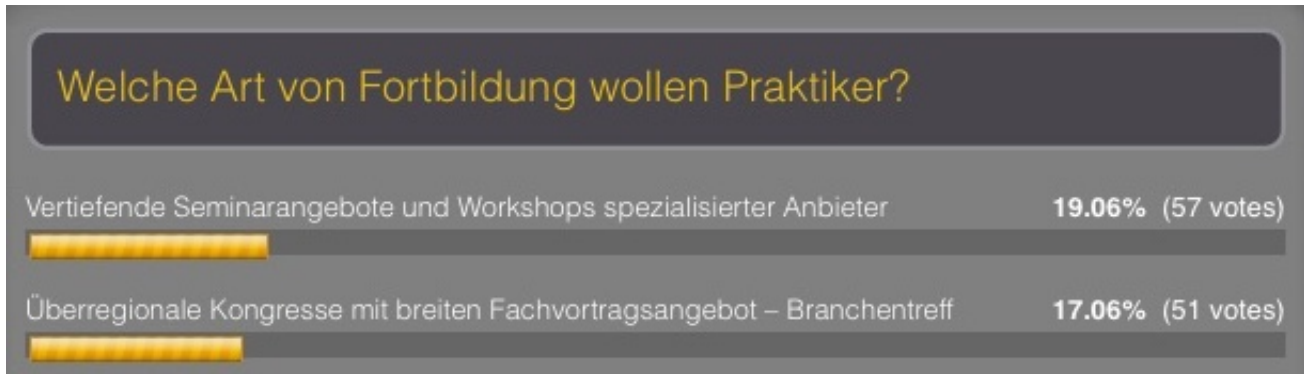 Welche Art von Fortbildung wollen Praktiker?
Vertiefende Seminarangebote und Workshops spezialisierter Anbieter 19.06% (57 votes)
Überregionale Kongresse mit breiten Fachvortragsangebot – Branchentreff 17.06% (51 votes)